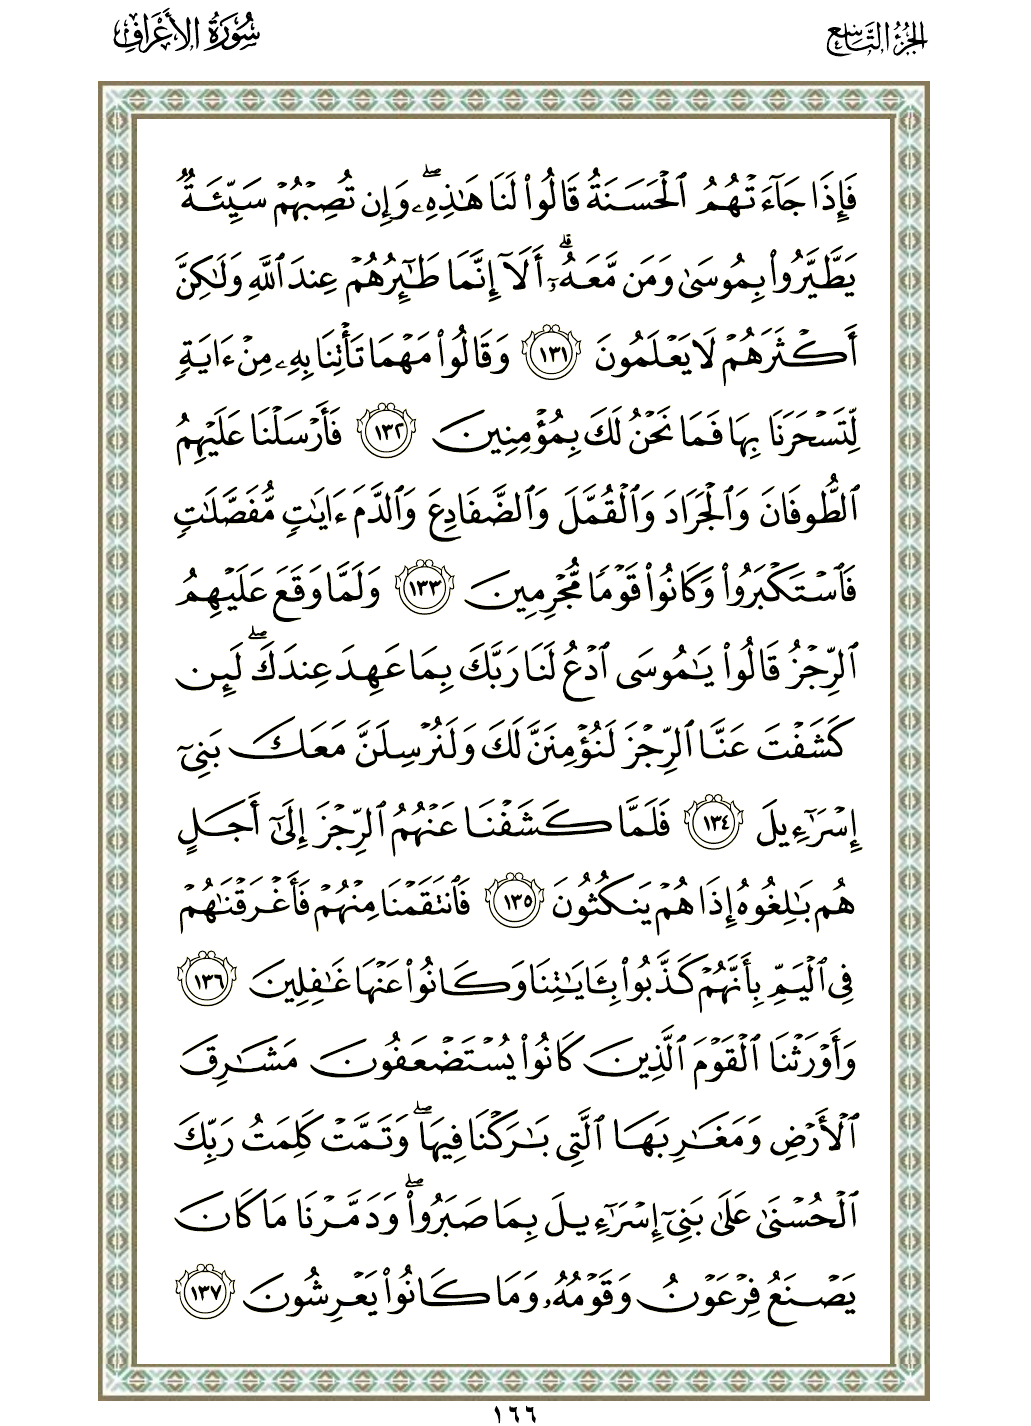 الجزء التاسع
سُورَةُ الأَعْرَافِ
فَإِذَا جَآءَتْهُمُ ٱلْحَسَنَةُ قَالُوا۟ لَنَا هَـٰذِهِۦ ۖ وَإِن تُصِبْهُمْ سَيِّئَةٌ
يَطَّيَّرُوا۟ بِمُوسَىٰ وَمَن مَّعَهُۥٓ ۗ أَلَآ إِنَّمَا طَـٰٓئِرُهُمْ عِندَ ٱللَّهِ وَلَـٰكِنَّ
أَكْثَرَهُمْ لَا يَعْلَمُونَ ١٣١ وَقَالُوا۟ مَهْمَا تَأْتِنَا بِهِۦ مِنْ ءَايَةٍ
لِّتَسْحَرَنَا بِهَا فَمَا نَحْنُ لَكَ بِمُؤْمِنِينَ ١٣٢ فَأَرْسَلْنَا عَلَيْهِمُ
ٱلطُّوفَانَ وَٱلْجَرَادَ وَٱلْقُمَّلَ وَٱلضَّفَادِعَ وَٱلدَّمَ ءَايَـٰتٍ مُّفَصَّلَـٰتٍ
فَٱسْتَكْبَرُوا۟ وَكَانُوا۟ قَوْمًا مُّجْرِمِينَ ١٣٣ وَلَمَّا وَقَعَ عَلَيْهِمُ
ٱلرِّجْزُ قَالُوا۟ يَـٰمُوسَى ٱدْعُ لَنَا رَبَّكَ بِمَا عَهِدَ عِندَكَ ۖ لَئِن
كَشَفْتَ عَنَّا ٱلرِّجْزَ لَنُؤْمِنَنَّ لَكَ وَلَنُرْسِلَنَّ مَعَكَ بَنِىٓ
إِسْرَٰٓءِيلَ ١٣٤ فَلَمَّا كَشَفْنَا عَنْهُمُ ٱلرِّجْزَ إِلَىٰٓ أَجَلٍ
هُم بَـٰلِغُوهُ إِذَا هُمْ يَنكُثُونَ ١٣٥ فَٱنتَقَمْنَا مِنْهُمْ فَأَغْرَقْنَـٰهُمْ
فِى ٱلْيَمِّ بِأَنَّهُمْ كَذَّبُوا۟ بِـَٔايَـٰتِنَا وَكَانُوا۟ عَنْهَا غَـٰفِلِينَ ١٣٦
وَأَوْرَثْنَا ٱلْقَوْمَ ٱلَّذِينَ كَانُوا۟ يُسْتَضْعَفُونَ مَشَـٰرِقَ
ٱلْأَرْضِ وَمَغَـٰرِبَهَا ٱلَّتِى بَـٰرَكْنَا فِيهَا ۖ وَتَمَّتْ كَلِمَتُ رَبِّكَ
ٱلْحُسْنَىٰ عَلَىٰ بَنِىٓ إِسْرَٰٓءِيلَ بِمَا صَبَرُوا۟ ۖ وَدَمَّرْنَا مَا كَانَ
يَصْنَعُ فِرْعَوْنُ وَقَوْمُهُۥ وَمَا كَانُوا۟ يَعْرِشُونَ ١٣٧
١٦٦